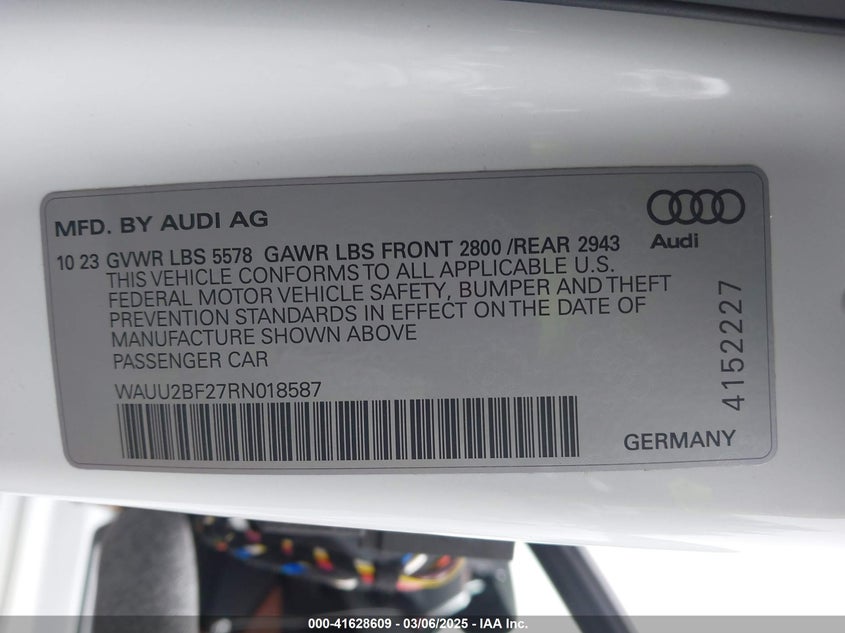 MFD. BY AUDI AG
Audi
10 23 GVWR LBS 5578 GAWR LBS FRONT 2800 /REAR 2943
THIS VEHICLE CONFORMS TO ALL APPLICABLE U.S.
FEDERAL MOTOR VEHICLE SAFETY, BUMPER AND THEFT
PREVENTION STANDARDS IN EFFECT ON THE DATE OF
MANUFACTURE SHOWN ABOVE
PASSENGER CAR
WAUU2BF27RN018587
4152227
GERMANY
000-41628609 - 03/06/2025 - IAA Inc.